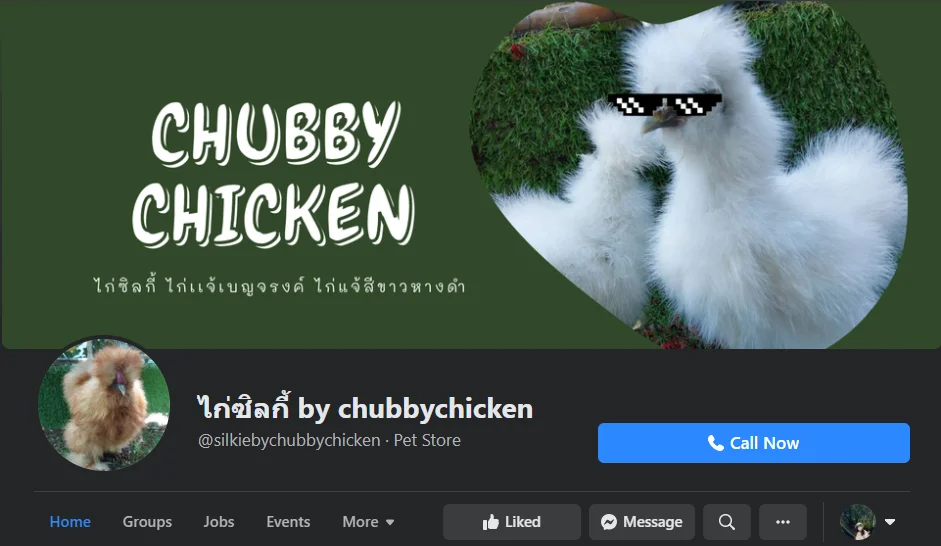 CHUBBY
CHICKEN
ไก่ซิลกี้ ไก่แจ้เบญจรงค์ ไก่แจ้สีขาวหางดำ
ไก่ซิลกี้ by chubbychicken
@silkiebychubbychicken · Pet Store
Call Now
Home Groups Jobs Events More Liked Message